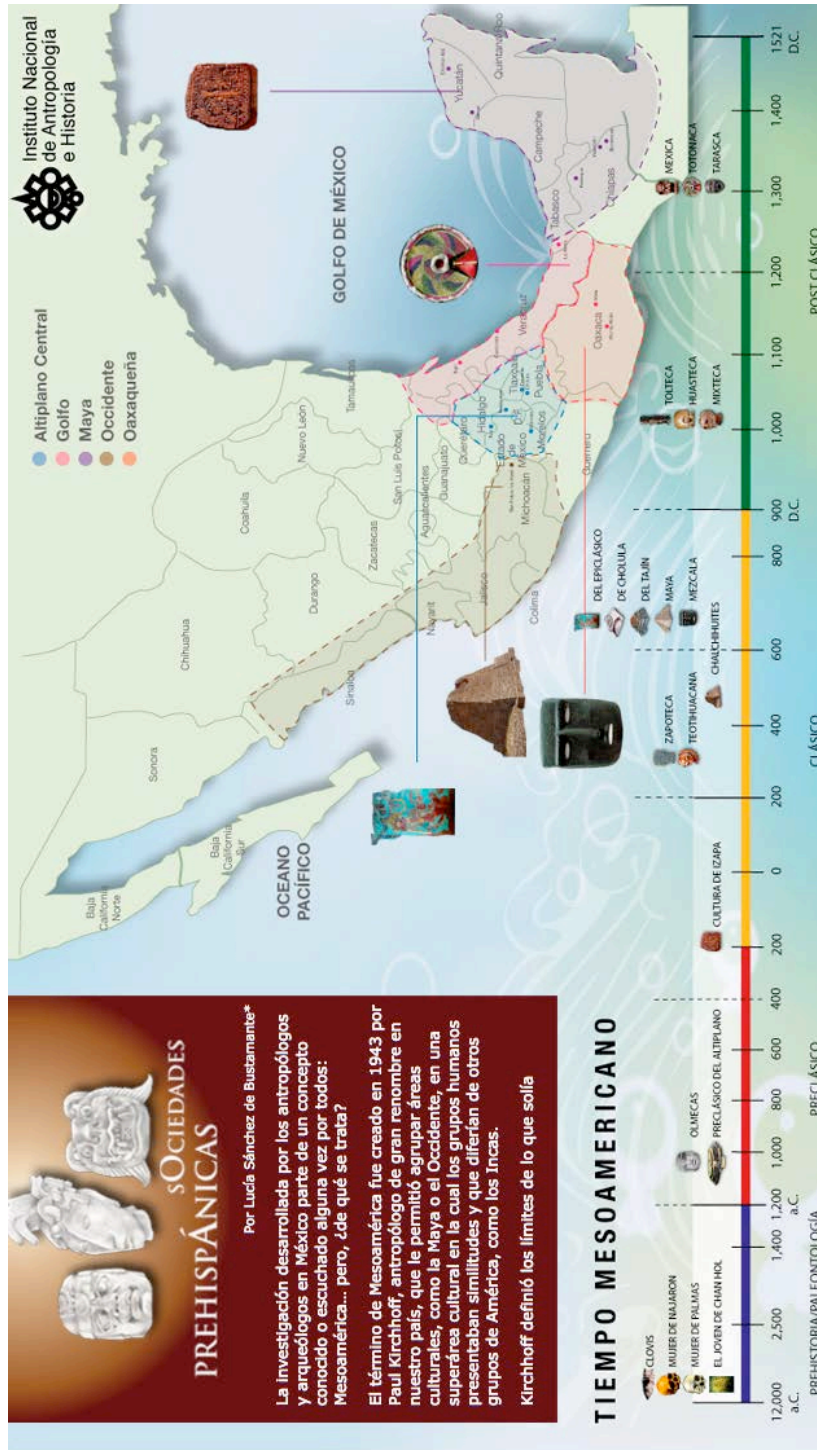 sOCIEDADES
PREHISPÁNICAS
Por Lucía Sánchez de Bustamante*
La investigación desarrollada por los antropólogos
y arqueólogos en México parte de un concepto
conocido o escuchado alguna vez por todos:
Mesoamérica... pero, ¿de qué se trata?
El término de Mesoamérica fue creado en 1943 por
Paul Kirchhoff, antropólogo de gran renombre en
nuestro país, que le permitió agrupar áreas
culturales, como la Maya o el Occidente, en una
superárea cultural en la cual los grupos humanos
presentaban similitudes y que diferían de otros
grupos de América, como los Incas.
Kirchhoff definió los límites de lo que solía
Instituto Nacional
de Antropología
e Historia
Altiplano Central
Golfo
Maya
Occidente
Oaxaqueña
Baja
California
Norte
Baja
California
Sur
Sonora
Chihuahua
Coahuila
Nuevo León
Tamaulicas
Sinaloa
Durango
Zacatecas
San Luis Potosí
Aguascalientes
Guanajuato
Nayarit
Jalisco
Colima
Michoacán
Querétaro
Hidalgo
Estado
de
México
D.F.
Tlaxcala
Morelos
Puebla
Guerrero
Veracruz
Oaxaca
Tabasco
Chiapas
Campeche
Yucatán
Quintana Roo
GOLFO DE MÉXICO
OCEANO
PACÍFICO
TIEMPO MESOAMERICANO
CLOVIS
MUJER DE NAJARON
MUJER DE PALMAS
EL JOVEN DE CHAN HOL
OLMECAS
PRECLÁSICO DEL ALTIPLANO
CULTURA DE IZAPA
ZAPOTECA
TEOTIHUACANA
CHALCHIHUITES
DEL EPICLÁSICO
DE CHOLULA
DEL TAJÍN
MAYA
MEZCALA
TOLTECA
HUASTECA
MIXTECA
MEXICA
TOTONACA
TARASCA
12,000 2,500 1,400 1,200 1,000 800 600 400 200 0 200 400 600 800 900 1,000 1,100 1,200 1,300 1,400 1521
a.C. a.C. D.C. D.C.
PREHISTORIA/PALEONTOLOGÍA PRECLÁSICO CLÁSICO POST CLÁSICO